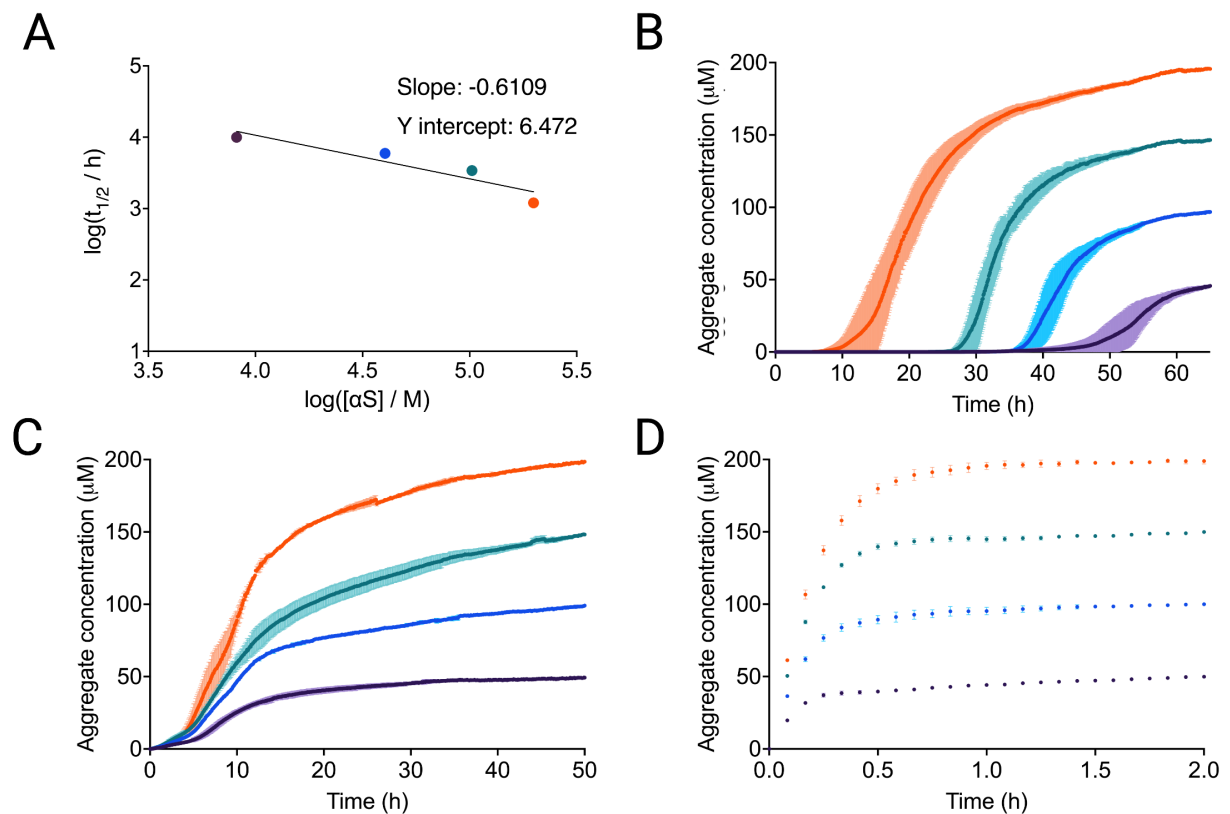 A
5
4
3
2
1
3.5 4.0 4.5 5.0 5.5
log(t1/2 / h)
log([αS] / M)
Slope: -0.6109
Y intercept: 6.472
B
200
150
100
50
0
0 10 20 30 40 50 60
Aggregate concentration (μM)
Time (h)
C
200
150
100
50
0
0 10 20 30 40 50
Aggregate concentration (μM)
Time (h)
D
200
150
100
50
0
0.0 0.5 1.0 1.5 2.0
Aggregate concentration (μM)
Time (h)